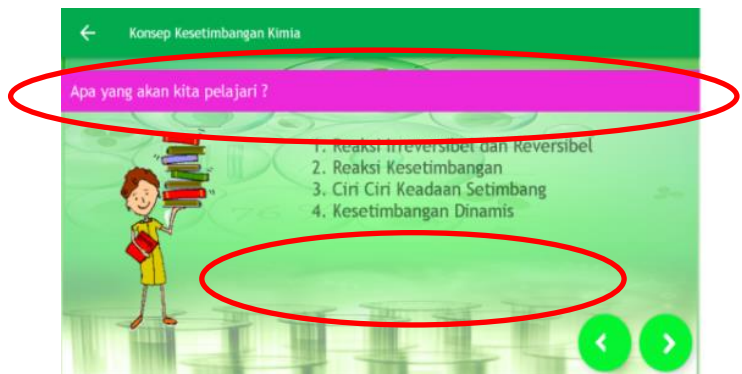 Konsep Kesetimbangan Kimia
Apa yang akan kita pelajari ?
1. Reaksi Irreversibel dan Reversibel
2. Reaksi Kesetimbangan
3. Ciri Ciri Keadaan Setimbang
4. Kesetimbangan Dinamis